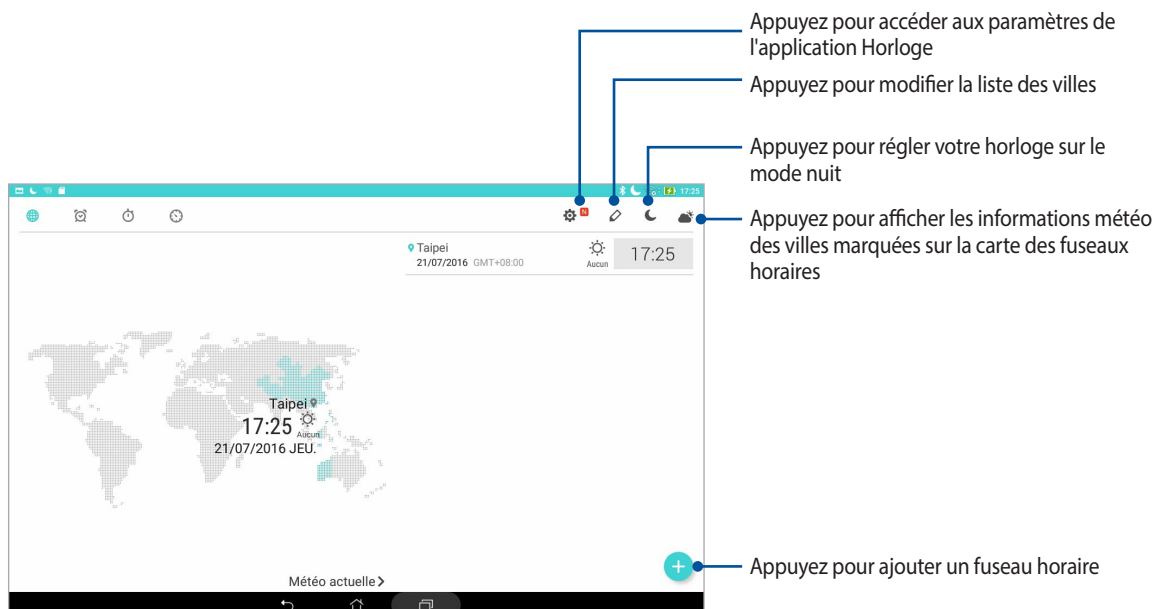 Appuyez pour accéder aux paramètres de
l'application Horloge
Appuyez pour modifier la liste des villes
Appuyez pour régler votre horloge sur le
mode nuit
Appuyez pour afficher les informations météo
des villes marquées sur la carte des fuseaux
horaires
17:25
N
Taipei
21/07/2016 GMT+08:00
Aucun
17:25
Taipei
17:25
Aucun
21/07/2016 JEU.
Météo actuelle
Appuyez pour ajouter un fuseau horaire